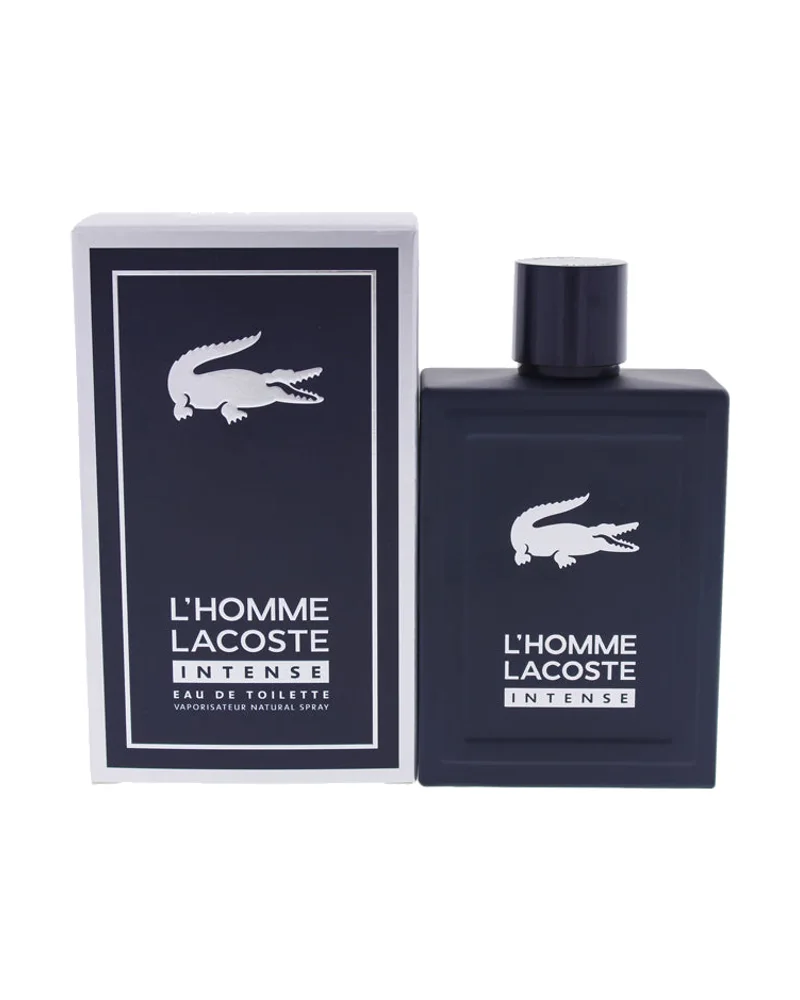 L'HOMME
LACOSTE
INTENSE
EAU DE TOILETTE
VAPORISATEUR NATURAL SPRAY
L'HOMME
LACOSTE
INTENSE